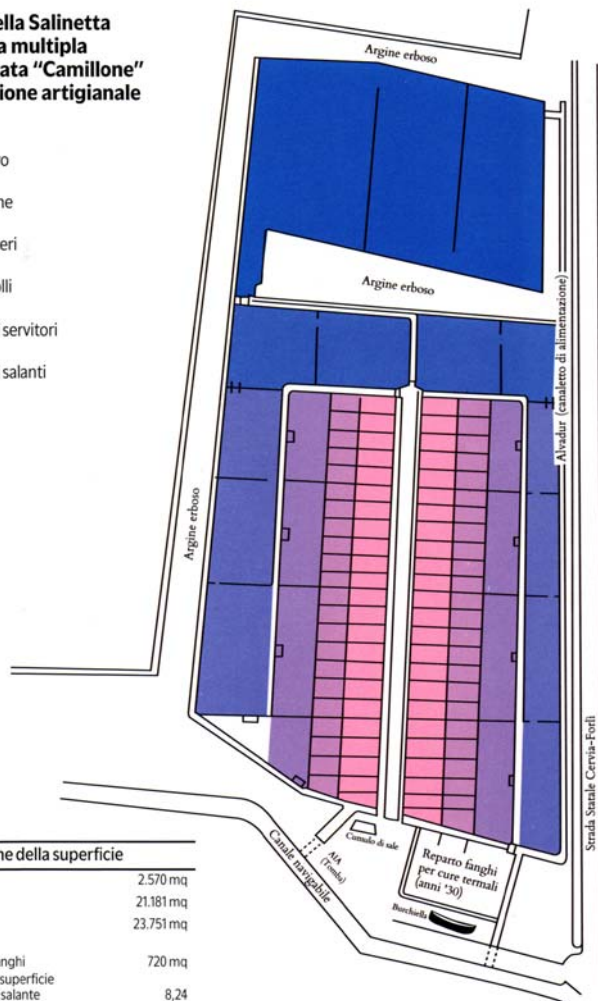 ella Salinetta
a multipla
ata “Camillone”
ione artigianale
o
ne
eri
lli
servitori
salanti
Argine erboso
Argine erboso
Argine erboso
Alvadur (canaletto di alimentazione)
Strada Statale Cervia-Forlì
Canale navigabile
A/A
(Tomba)
Cumulo di sale
Reparto fanghi
per cure termali
(anni '30)
Burchiella
ne della superficie
2.570 mq
21.181 mq
23.751 mq
nghi 720 mq
superficie
salante 8,24